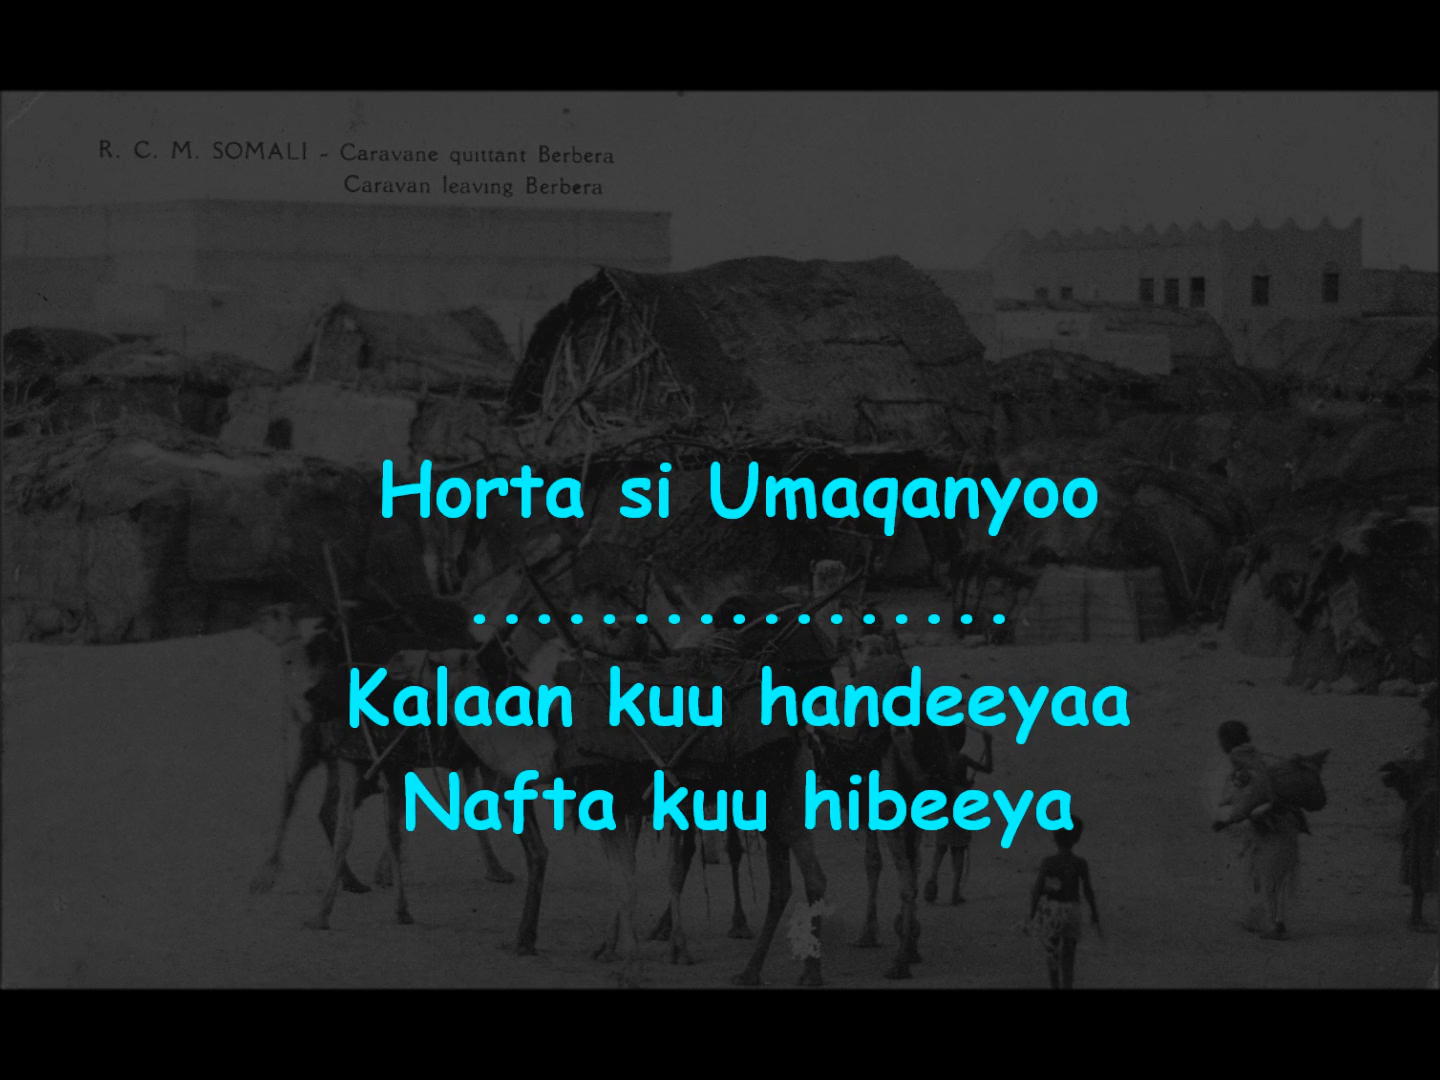 R. C. M. SOMALI - Caravane quittant Berbera
Caravan leaving Berbera
Horta si Umaqanyoo
.................
Kalaan kuu handeeyaa
Nafta kuu hibeeya